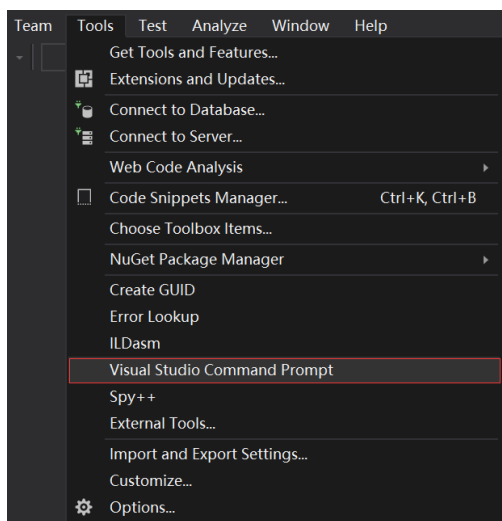 Team Tools Test Analyze Window Help
Get Tools and Features...
Extensions and Updates...
Connect to Database...
Connect to Server...
Web Code Analysis
Code Snippets Manager... Ctrl+K, Ctrl+B
Choose Toolbox Items...
NuGet Package Manager
Create GUID
Error Lookup
ILDasm
Visual Studio Command Prompt
Spy++
External Tools...
Import and Export Settings...
Customize...
Options...